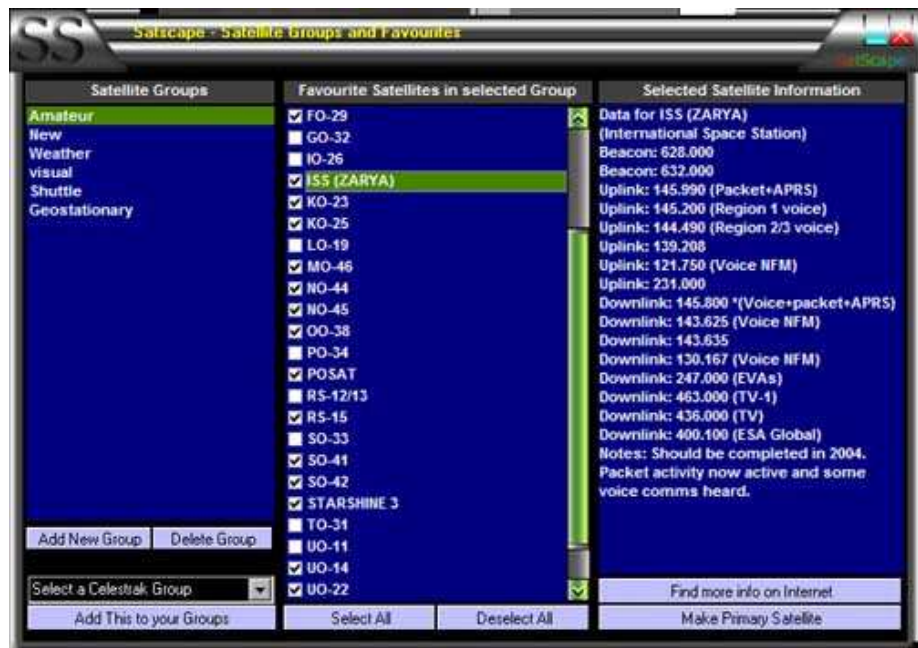 SS
Satscape - Satellite Groups and Favourites
SatScape
Satellite Groups
Amateur
New
Weather
visual
Shuttle
Geostationary
Add New Group
Delete Group
Select a Celestrak Group
Add This to your Groups
Favourite Satellites in selected Group
FO-29
GO-32
IO-26
ISS (ZARYA)
KO-23
KO-25
LO-19
MO-46
NO-44
NO-45
OO-38
PO-34
POSAT
RS-12/13
RS-15
SO-33
SO-41
SO-42
STARSHINE 3
TO-31
UO-11
UO-14
UO-22
Select All
Deselect All
Selected Satellite Information
Data for ISS (ZARYA)
(International Space Station)
Beacon: 628.000
Beacon: 632.000
Uplink: 145.990 (Packet+APRS)
Uplink: 145.200 (Region 1 voice)
Uplink: 144.490 (Region 2/3 voice)
Uplink: 139.208
Uplink: 121.750 (Voice NFM)
Uplink: 231.000
Downlink: 145.800 *(Voice+packet+APRS)
Downlink: 143.625 (Voice NFM)
Downlink: 143.635
Downlink: 130.167 (Voice NFM)
Downlink: 247.000 (EVAs)
Downlink: 463.000 (TV-1)
Downlink: 436.000 (TV)
Downlink: 400.100 (ESA Global)
Notes: Should be completed in 2004.
Packet activity now active and some
voice comms heard.
Find more info on Internet
Make Primary Satellite